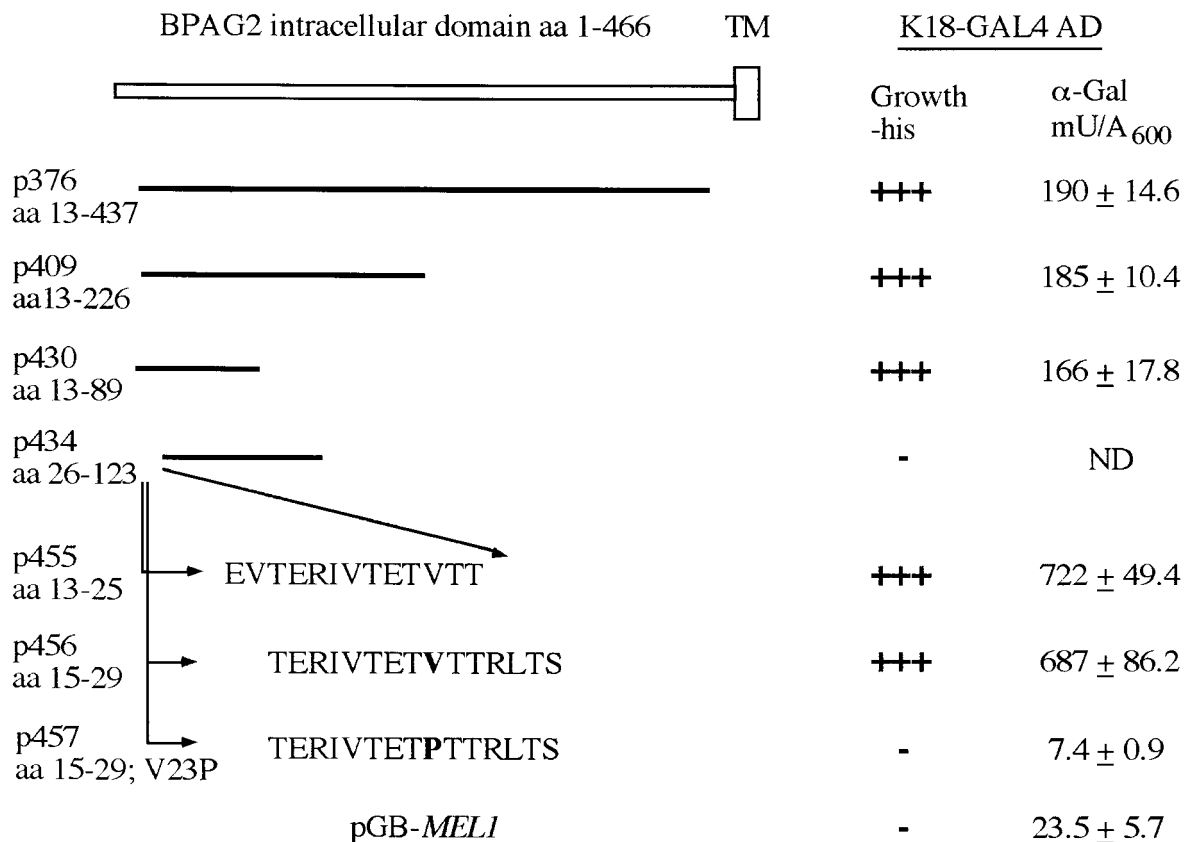 BPAG2 intracellular domain aa 1-466 TM K18-GAL4 AD
Growth -his α-Gal mU/A600
p376
aa 13-437 +++ 190 ± 14.6
p409
aa13-226 +++ 185 ± 10.4
p430
aa 13-89 +++ 166 ± 17.8
p434
aa 26-123 - ND
p455
aa 13-25 EVTERIVTETVTT +++ 722 ± 49.4
p456
aa 15-29 TERIVTETVTTRLTS +++ 687 ± 86.2
p457
aa 15-29; V23P TERIVTETPTTRLTS - 7.4 ± 0.9
pGB-MEL1 - 23.5 ± 5.7